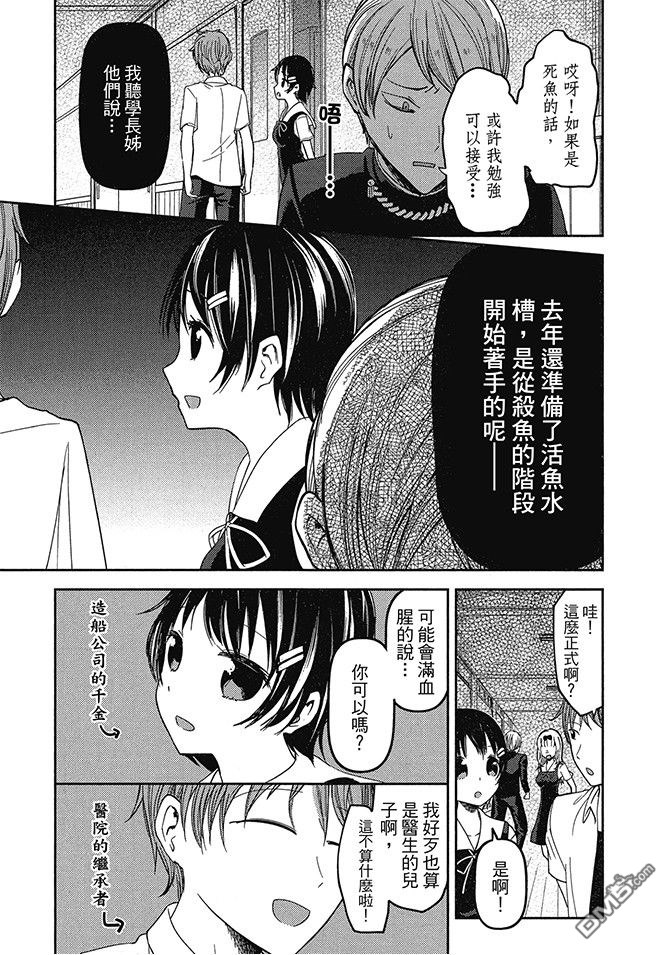 哎呀！如果是
死魚的話，
或許我勉強
可以接受…
唔……
我聽學長姊
他們說…
去年還準備了活魚水
槽，是從殺魚的階段
開始著手的呢——
哇！
這麼正式啊？
是啊！
可能會滿血
腥的說…
你可以嗎？
造船公司的千金
我好歹也算
是醫生的兒
子啊，
這不算什麼啦！
醫院的繼承者
DM5.com